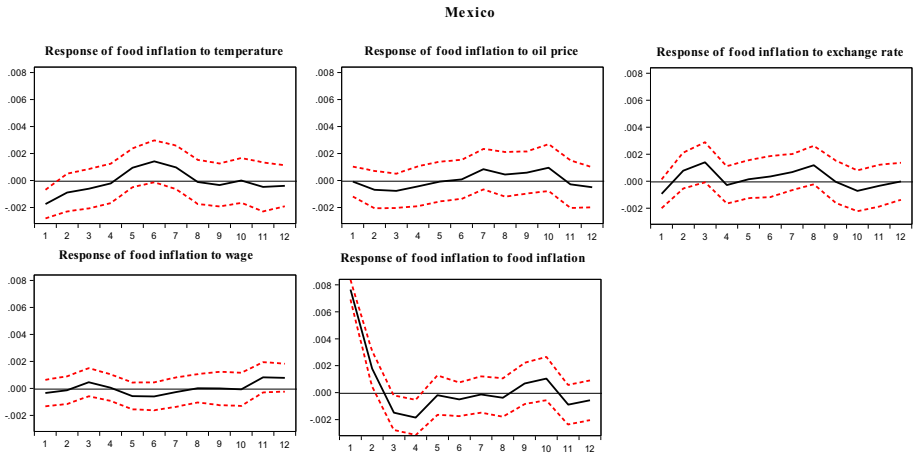 Mexico
Response of food inflation to temperature
.008
.006
.004
.002
.000
-.002
1 2 3 4 5 6 7 8 9 10 11 12
Response of food inflation to oil price
.008
.006
.004
.002
.000
-.002
1 2 3 4 5 6 7 8 9 10 11 12
Response of food inflation to exchange rate
.008
.006
.004
.002
.000
-.002
1 2 3 4 5 6 7 8 9 10 11 12
Response of food inflation to wage
.008
.006
.004
.002
.000
-.002
1 2 3 4 5 6 7 8 9 10 11 12
Response of food inflation to food inflation
.008
.006
.004
.002
.000
-.002
1 2 3 4 5 6 7 8 9 10 11 12